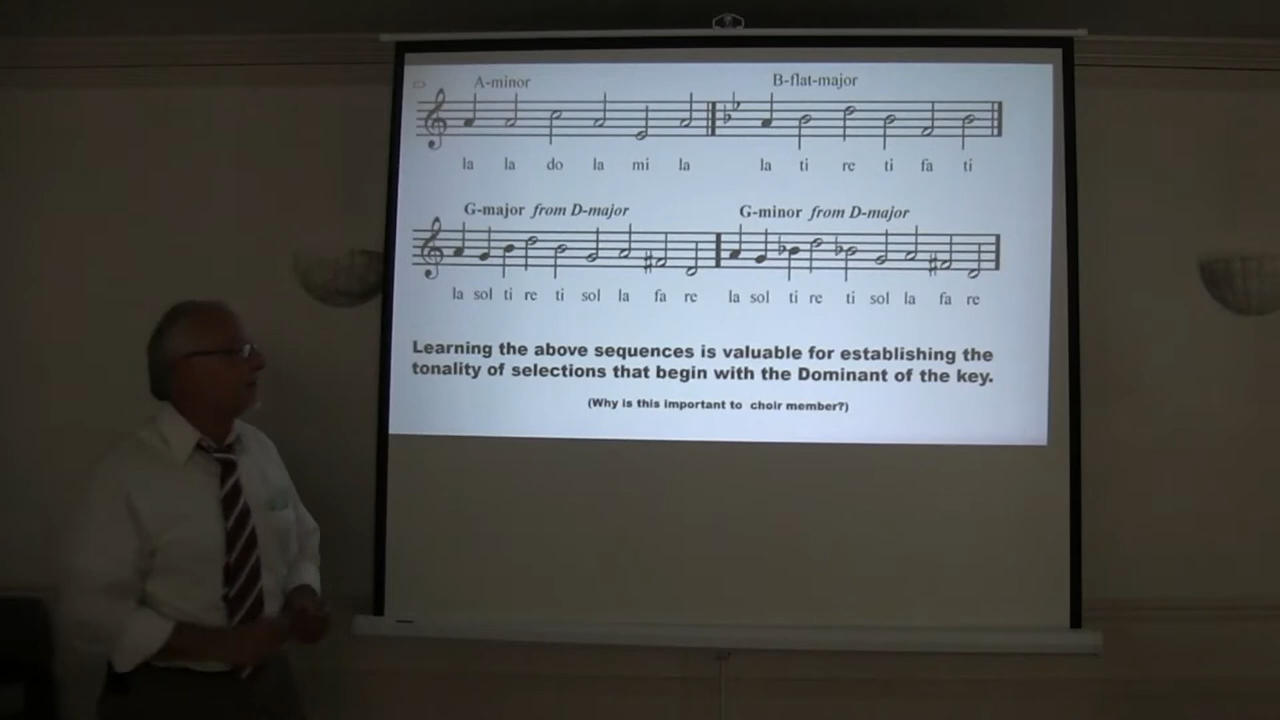 A-minor B-flat-major
la la do la mi la la ti re ti fa ti
G-major from D-major G-minor from D-major
la sol ti re ti sol la fa re la sol ti re ti sol la fa re
Learning the above sequences is valuable for establishing the
tonality of selections that begin with the Dominant of the key.
(Why is this important to choir member?)